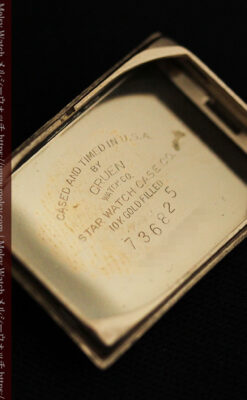 CASED AND TIMED IN U.S.A.
BY
GRUEN
WATCH CO.
STAR WATCH CASE CO.
10K GOLD FILLED
73682 5